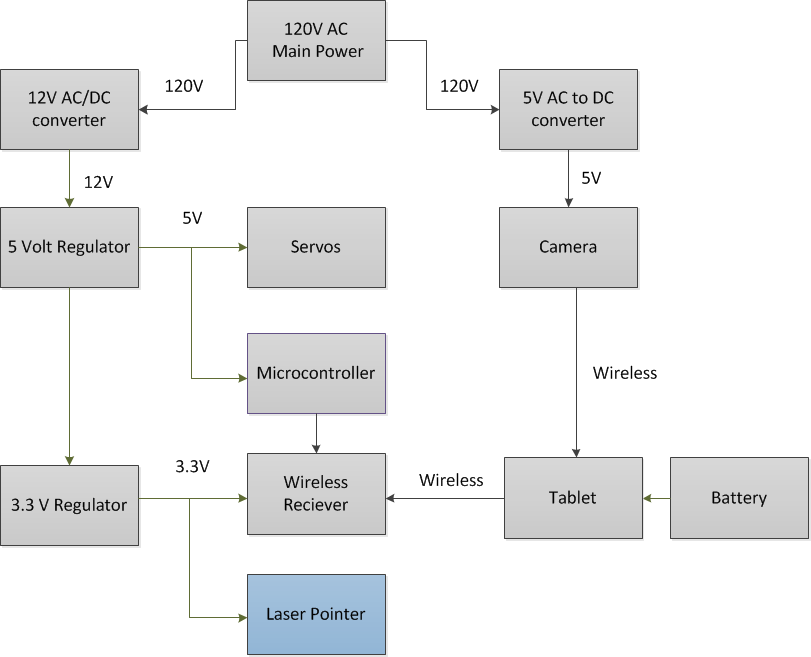 120V AC
Main Power
120V
120V
12V AC/DC
converter
5V AC to DC
converter
12V
5V
5V
5 Volt Regulator
Servos
Camera
Microcontroller
Wireless
3.3V
Wireless
Reciever
Wireless
3.3 V Regulator
Tablet
Battery
Laser Pointer